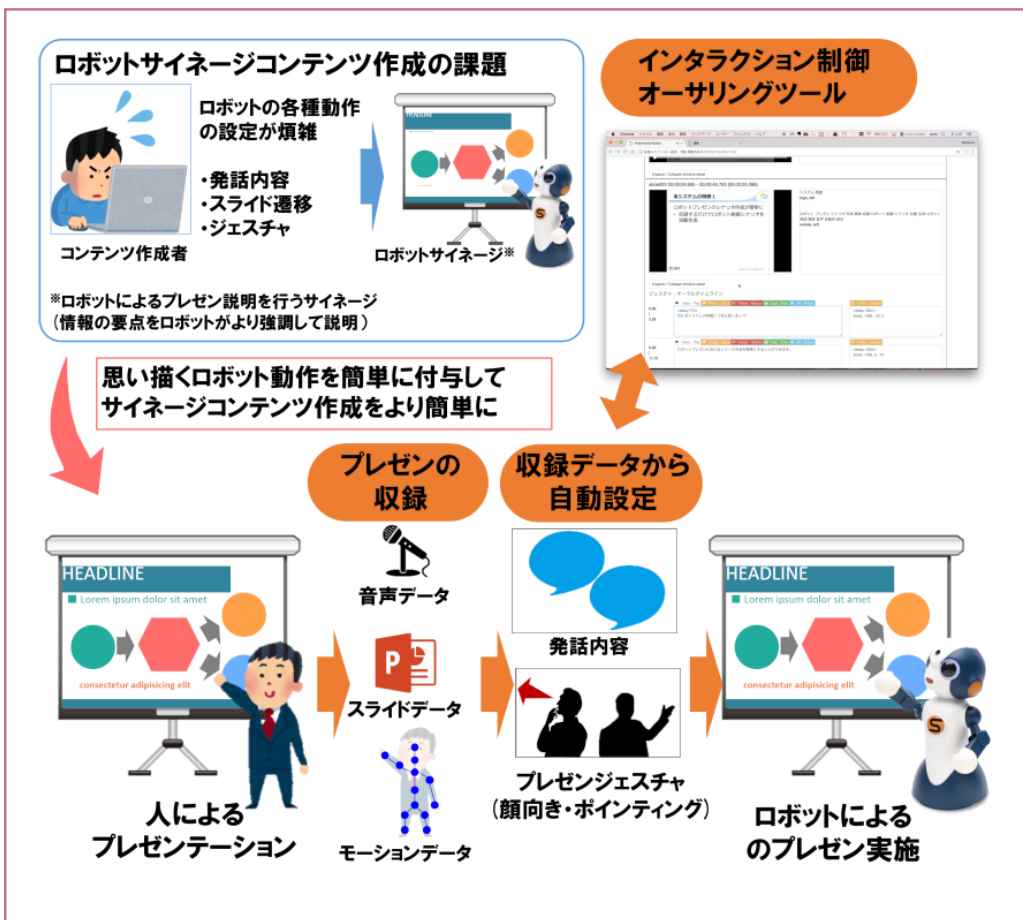 ロボットサイネージコンテンツ作成の課題
ロボットの各種動作
の設定が煩雑
・発話内容
・スライド遷移
・ジェスチャ
コンテンツ作成者
HEADLINE
ロボットサイネージ※
※ロボットによるプレゼン説明を行うサイネージ
(情報の要点をロボットがより強調して説明)
インタラクション制御
オーサリングツール
本システムの特徴1
思い描くロボット動作を簡単に付与して
サイネージコンテンツ作成をより簡単に
プレゼンの
収録
収録データから
自動設定
HEADLINE
Lorem ipsum dolor sit amet
consectetur adipisicing elit
人による
プレゼンテーション
音声データ
P
スライドデータ
モーションデータ
発話内容
プレゼンジェスチャ
(顔向き・ポインティング)
HEADLINE
Lorem ipsum dolor sit amet
consectetur adipisicing elit
S
ロボットによる
のプレゼン実施